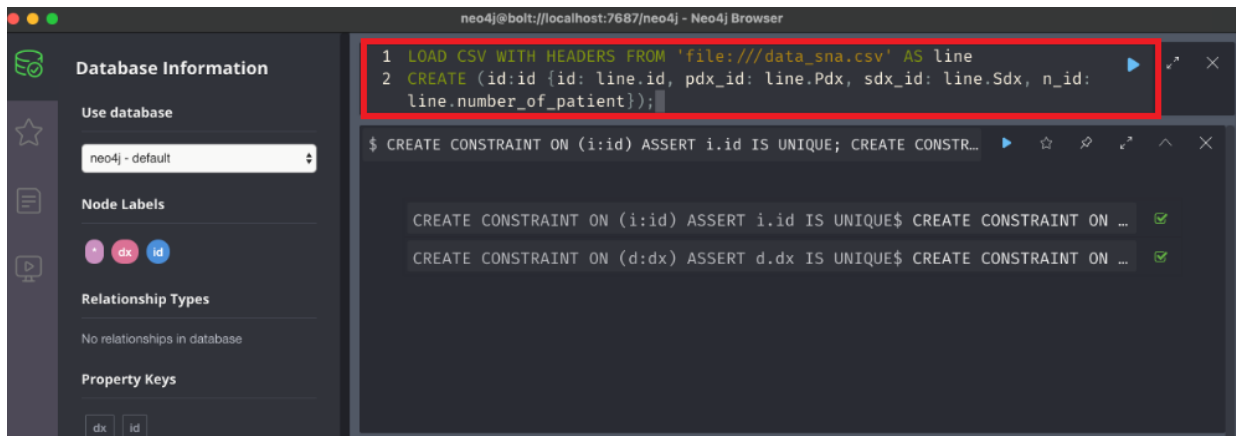 neo4j@bolt://localhost:7687/neo4j - Neo4j Browser
Database Information
Use database
neo4j - default
Node Labels
*
dx
id
Relationship Types
No relationships in database
Property Keys
dx
id
1 LOAD CSV WITH HEADERS FROM 'file:///data_sna.csv' AS line
2 CREATE (id:id {id: line.id, pdx_id: line.Pdx, sdx_id: line.Sdx, n_id:
line.number_of_patient});
$ CREATE CONSTRAINT ON (i:id) ASSERT i.id IS UNIQUE; CREATE CONSTR…
CREATE CONSTRAINT ON (i:id) ASSERT i.id IS UNIQUE$ CREATE CONSTRAINT ON …
CREATE CONSTRAINT ON (d:dx) ASSERT d.dx IS UNIQUE$ CREATE CONSTRAINT ON …